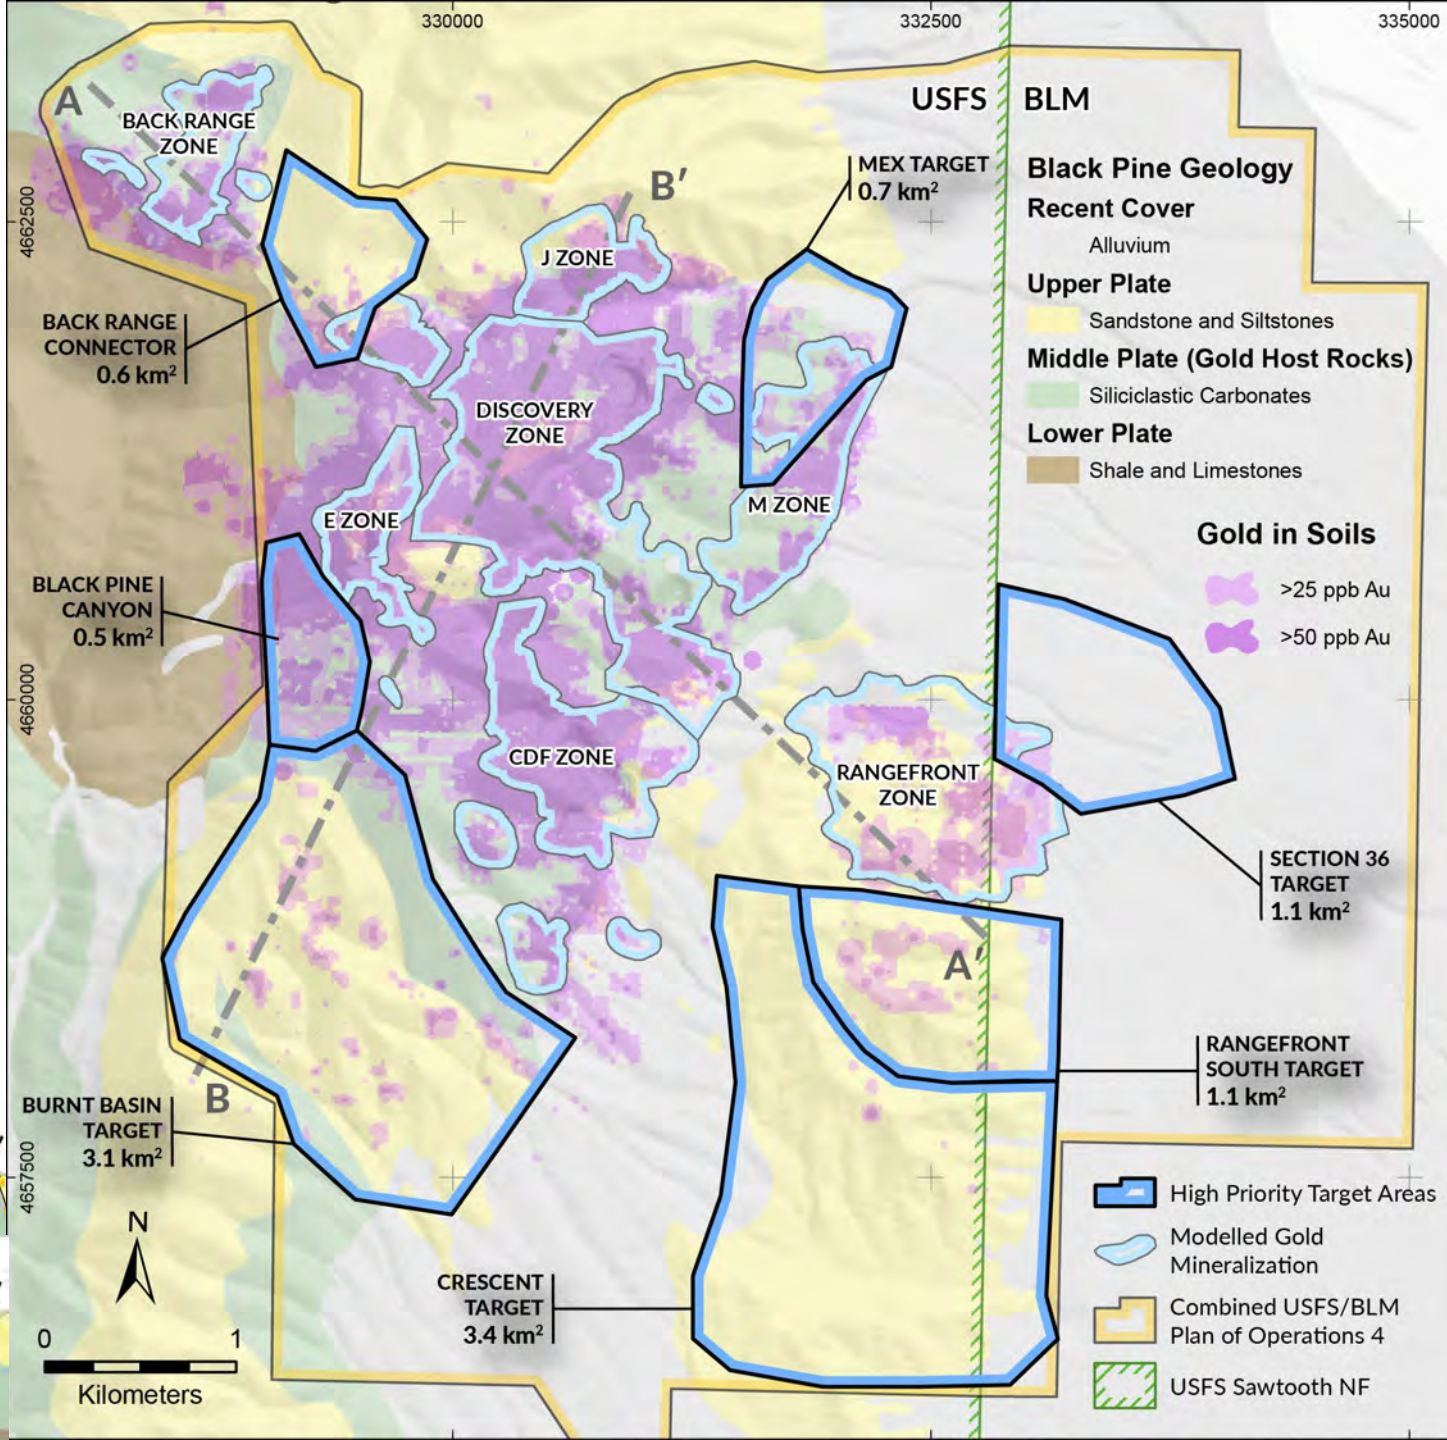 330000
332500
335000
USFS
BLM
A
BACK RANGE
ZONE
B′
MEX TARGET
0.7 km²
Black Pine Geology
Recent Cover
Alluvium
Upper Plate
Sandstone and Siltstones
Middle Plate (Gold Host Rocks)
Siliciclastic Carbonates
Lower Plate
Shale and Limestones
4662500
J ZONE
BACK RANGE
CONNECTOR
0.6 km²
DISCOVERY
ZONE
E ZONE
M ZONE
Gold in Soils
>25 ppb Au
>50 ppb Au
BLACK PINE
CANYON
0.5 km²
4660000
CDF ZONE
RANGEFRONT
ZONE
SECTION 36
TARGET
1.1 km²
A′
RANGEFRONT
SOUTH TARGET
1.1 km²
B
BURNT BASIN
TARGET
3.1 km²
4657500
N
0
1
Kilometers
CRESCENT
TARGET
3.4 km²
High Priority Target Areas
Modelled Gold
Mineralization
Combined USFS/BLM
Plan of Operations 4
USFS Sawtooth NF